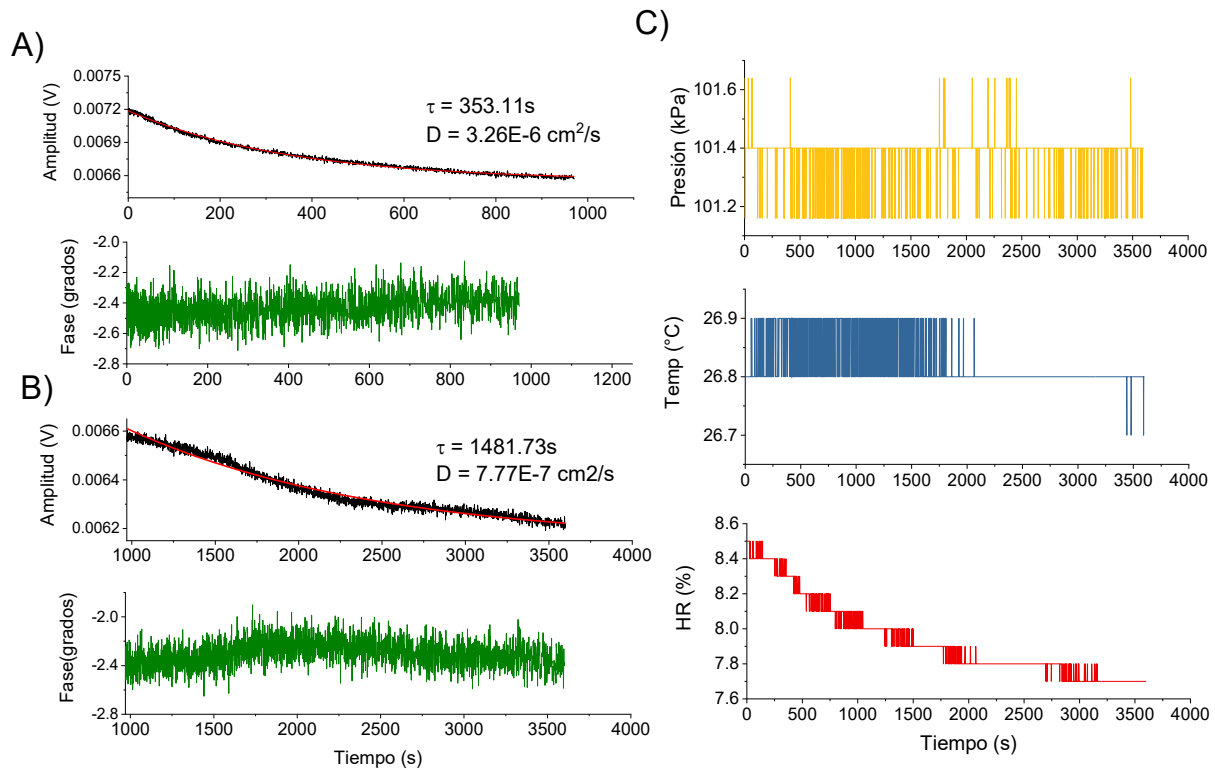 A)
Amplitud (V)
0.0075
0.0072
0.0069
0.0066
τ = 353.11s
D = 3.26E-6 cm²/s
0 200 400 600 800 1000
Fase (grados)
-2.0
-2.2
-2.4
-2.6
-2.8
0 200 400 600 800 1000 1200
B)
Amplitud (V)
0.0066
0.0064
0.0062
τ = 1481.73s
D = 7.77E-7 cm2/s
1000 1500 2000 2500 3000 3500 4000
Fase(grados)
-2.0
-2.4
-2.8
1000 1500 2000 2500 3000 3500 4000
Tiempo (s)
C)
Presión (kPa)
101.6
101.4
101.2
0 500 1000 1500 2000 2500 3000 3500 4000
Temp (°C)
26.9
26.8
26.7
0 500 1000 1500 2000 2500 3000 3500 4000
HR (%)
8.6
8.4
8.2
8.0
7.8
7.6
0 500 1000 1500 2000 2500 3000 3500 4000
Tiempo (s)